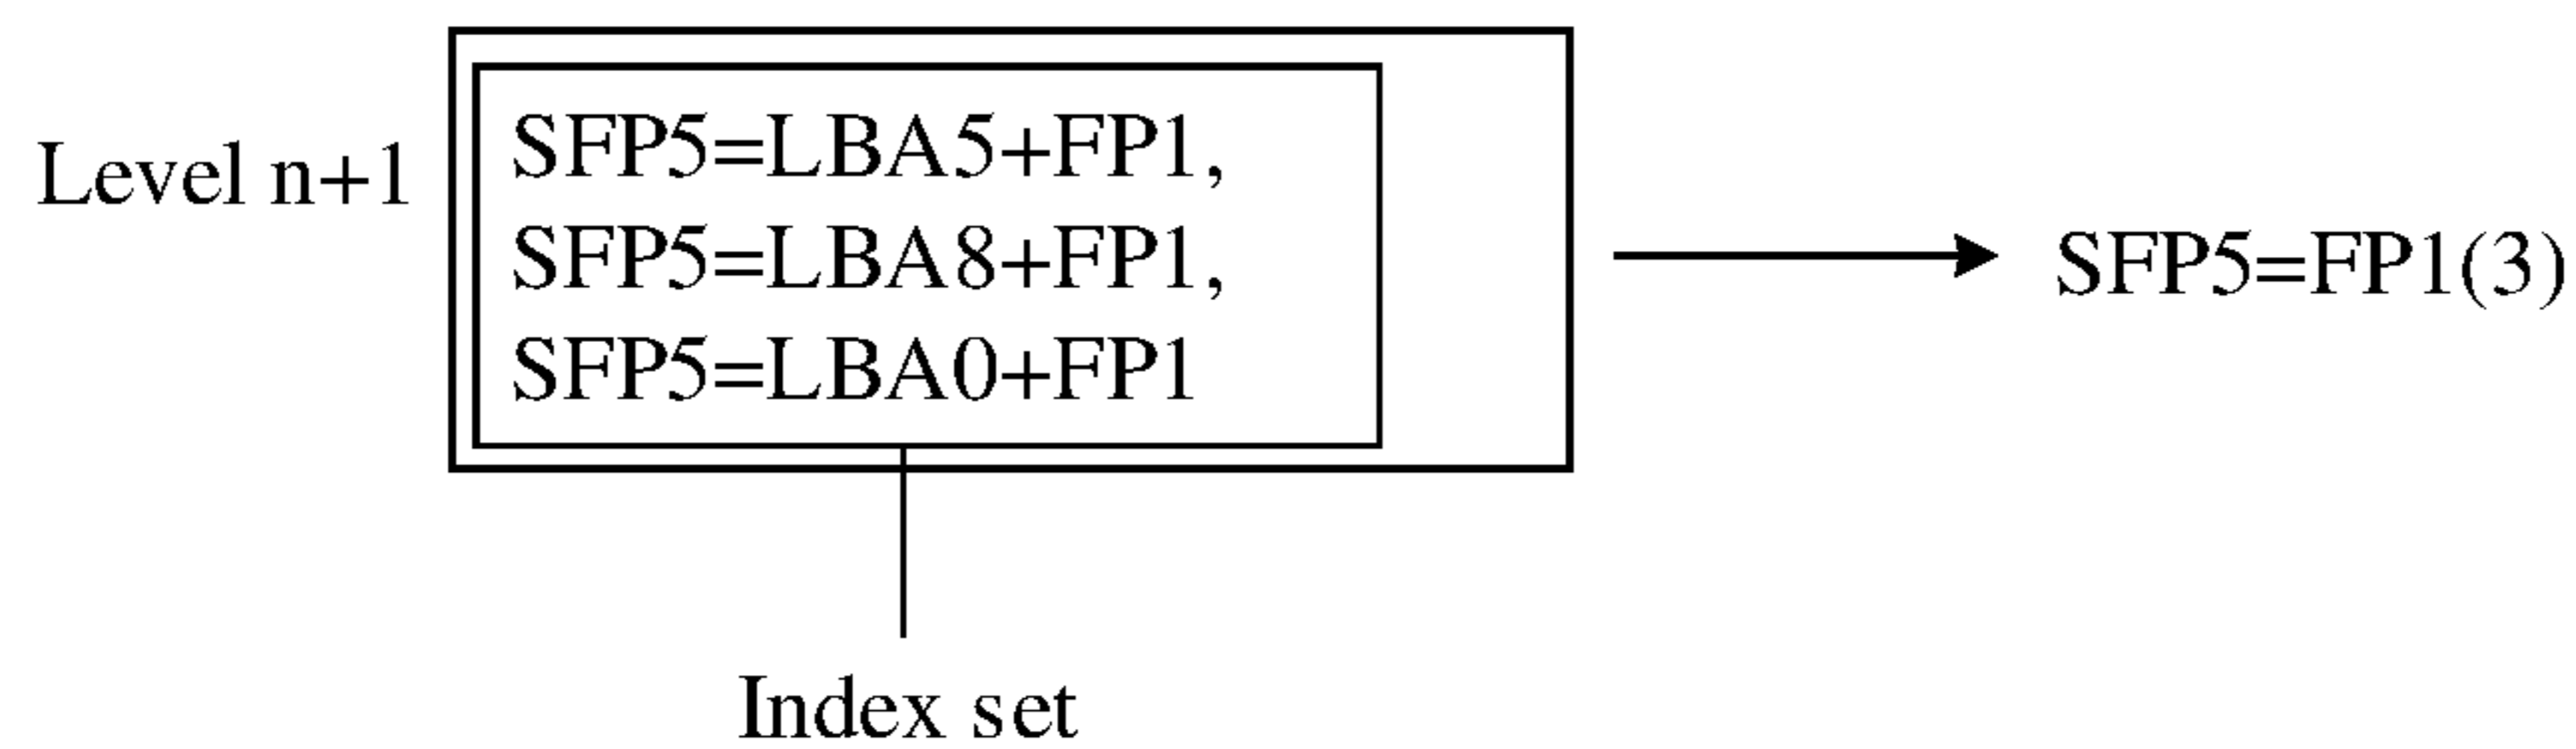 Level n+1
SFP5=LBA5+FP1,
SFP5=LBA8+FP1,
SFP5=LBA0+FP1
SFP5=FP1(3)
Index set